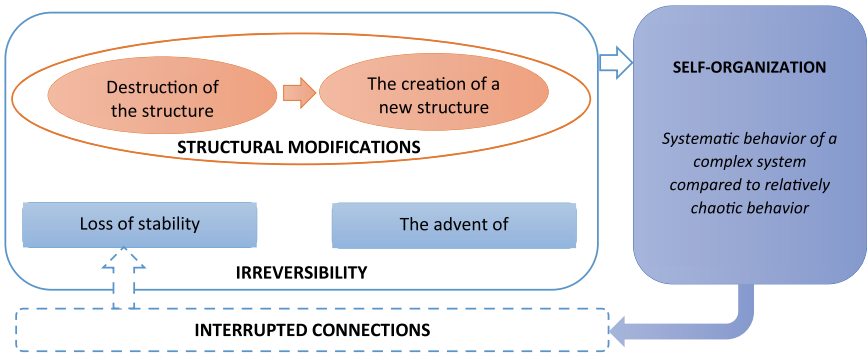 Destruction of
the structure
The creation of a
new structure
STRUCTURAL MODIFICATIONS
Loss of stability
The advent of
IRREVERSIBILITY
INTERRUPTED CONNECTIONS
SELF-ORGANIZATION
Systematic behavior of a
complex system
compared to relatively
chaotic behavior